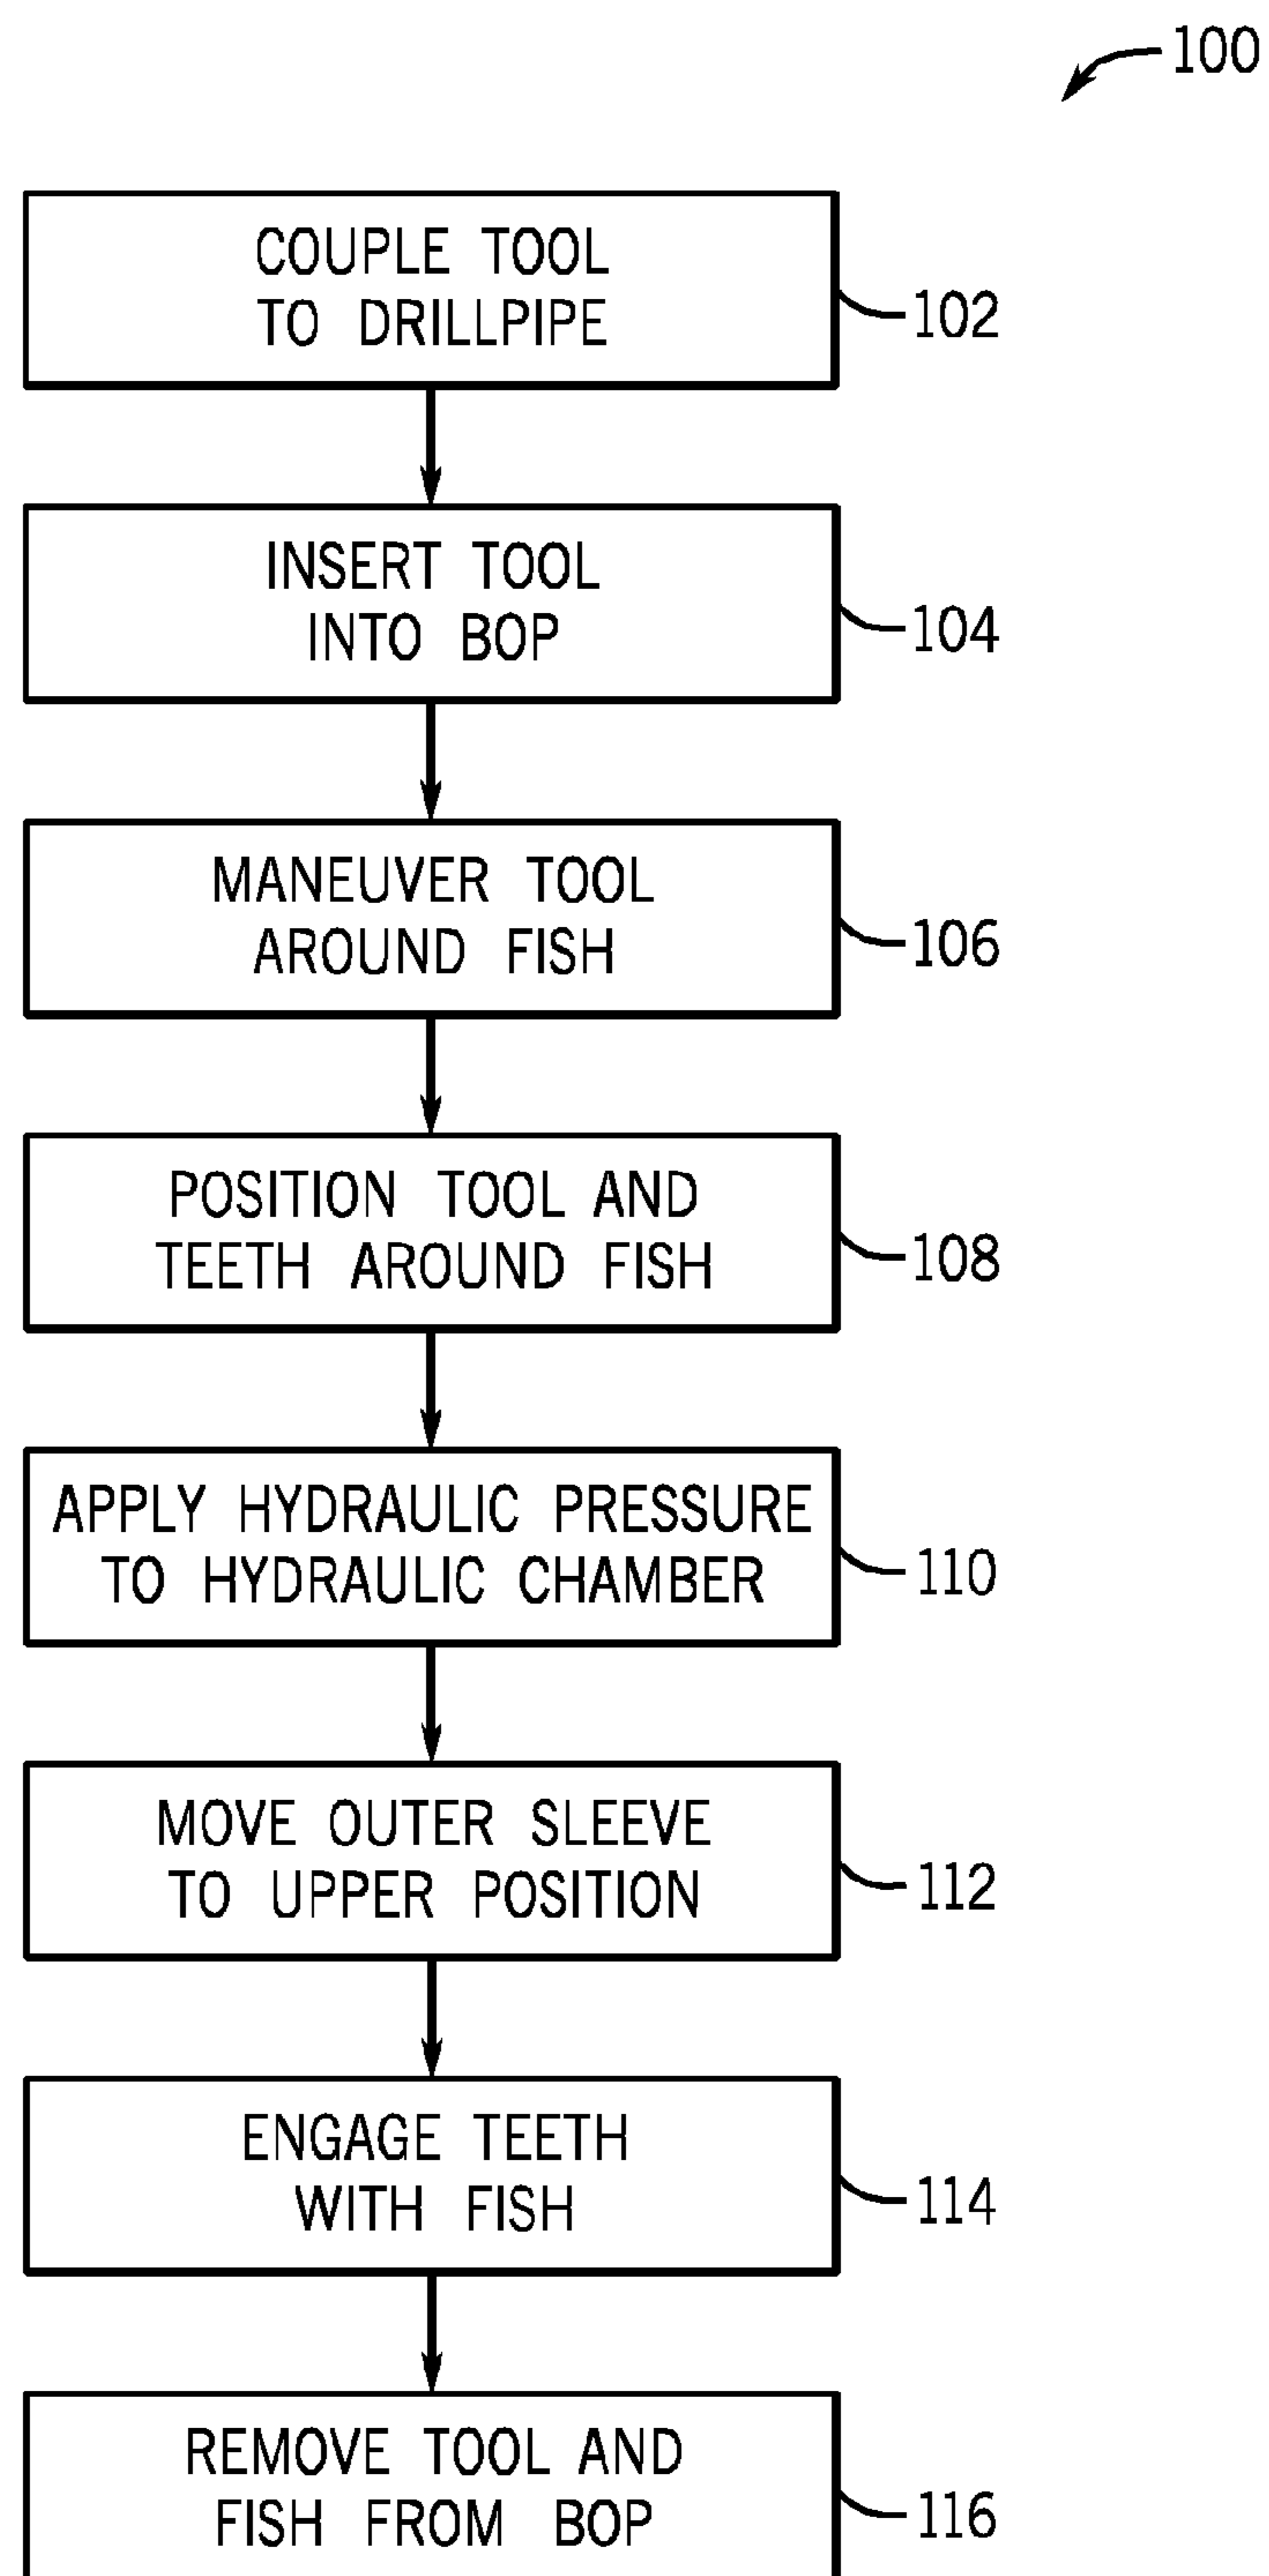 100
COUPLE TOOL
TO DRILLPIPE
102
INSERT TOOL
INTO BOP
104
MANEUVER TOOL
AROUND FISH
106
POSITION TOOL AND
TEETH AROUND FISH
108
APPLY HYDRAULIC PRESSURE
TO HYDRAULIC CHAMBER
110
MOVE OUTER SLEEVE
TO UPPER POSITION
112
ENGAGE TEETH
WITH FISH
114
REMOVE TOOL AND
FISH FROM BOP
116